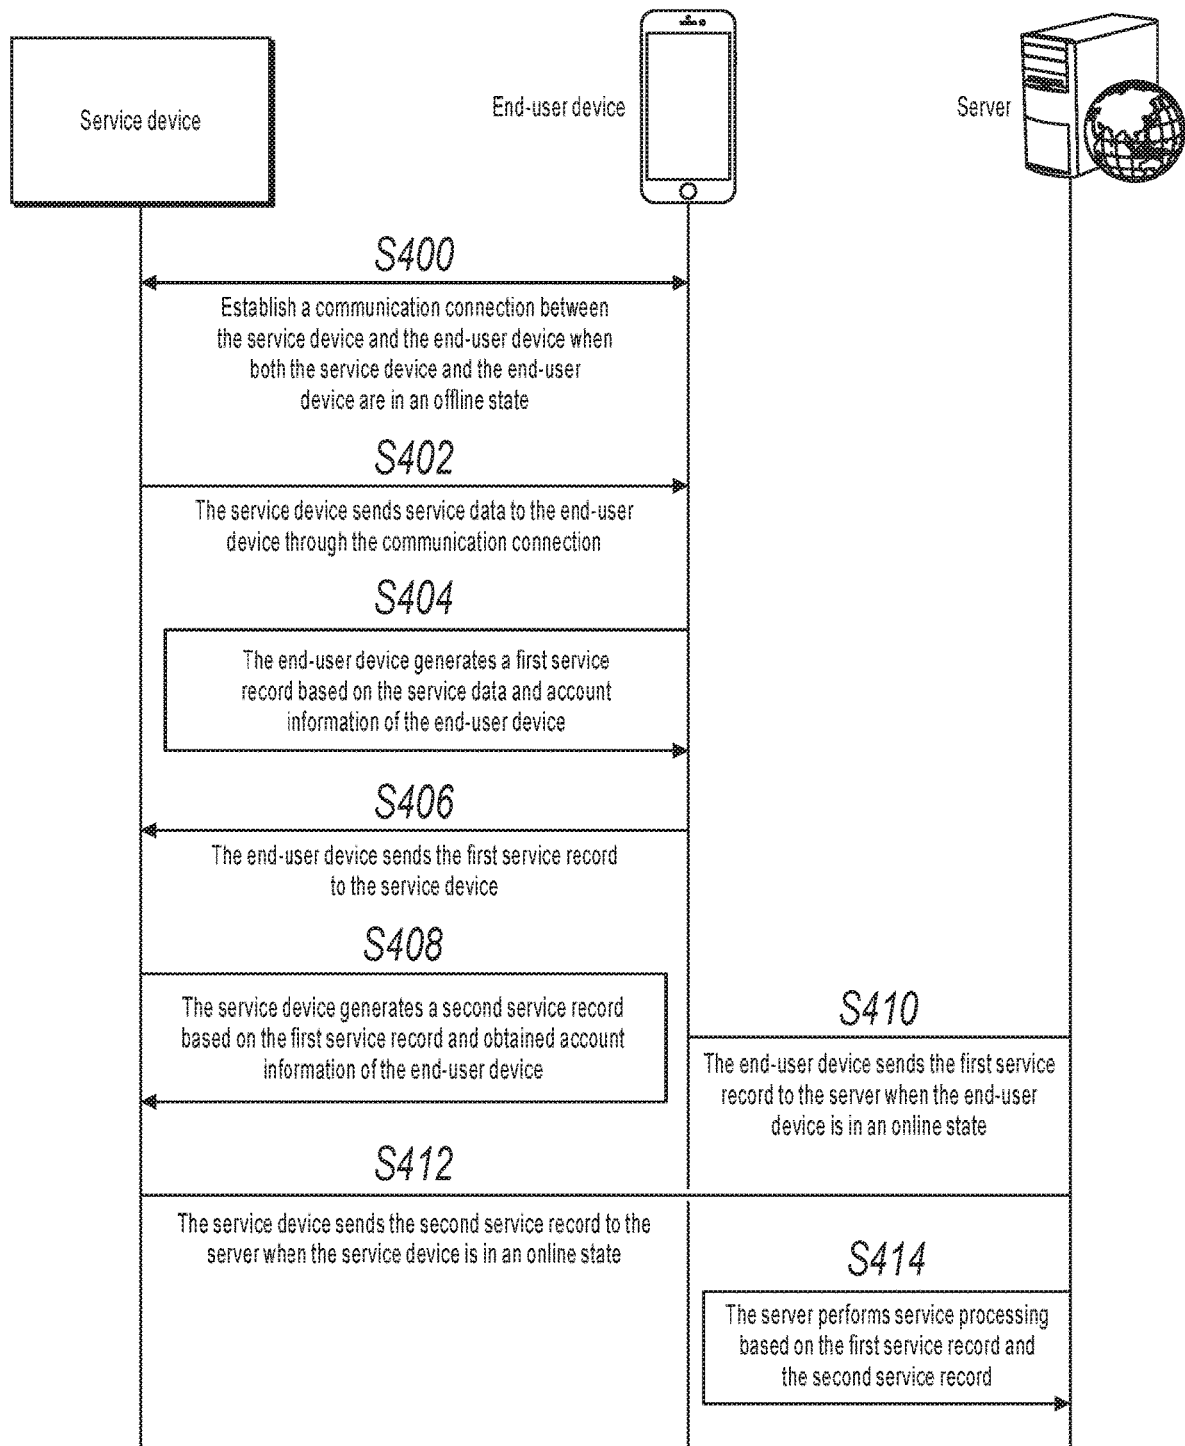 Service device
End-user device
Server
S400
Establish a communication connection between
the service device and the end-user device when
both the service device and the end-user
device are in an offline state
S402
The service device sends service data to the end-user
device through the communication connection
S404
The end-user device generates a first service
record based on the service data and account
information of the end-user device
S406
The end-user device sends the first service record
to the service device
S408
The service device generates a second service record
based on the first service record and obtained account
information of the end-user device
S410
The end-user device sends the first service
record to the server when the end-user
device is in an online state
S412
The service device sends the second service record to the
server when the service device is in an online state
S414
The server performs service processing
based on the first service record and
the second service record